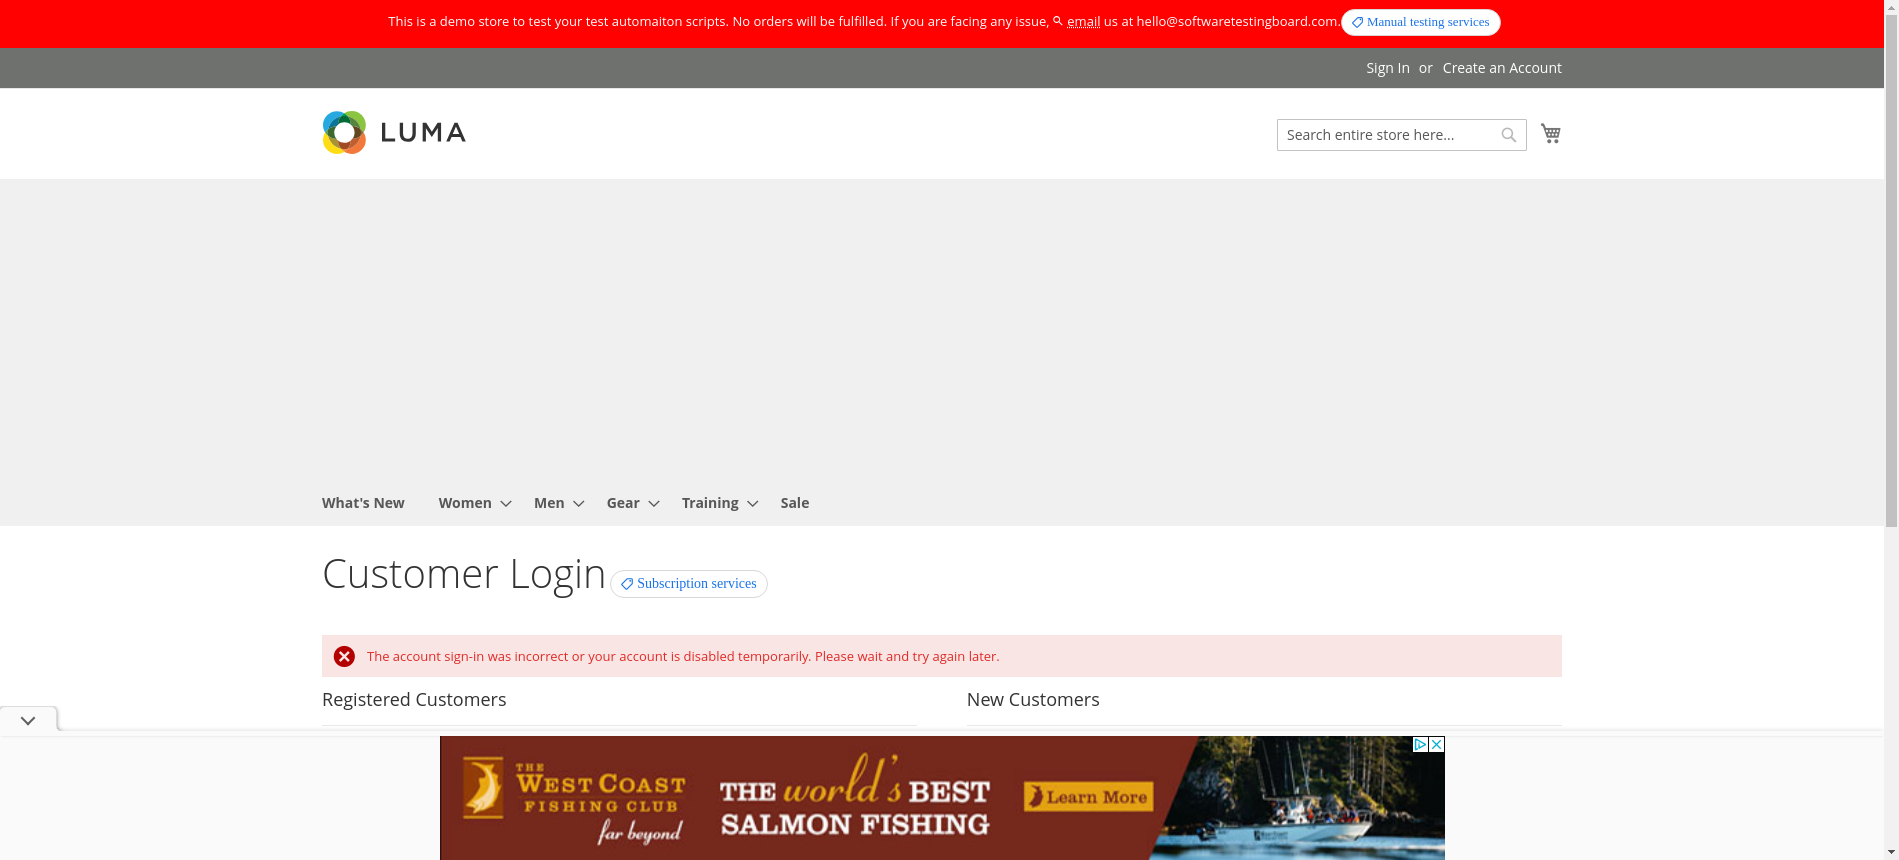 This is a demo store to test your test automaiton scripts. No orders will be fulfilled. If you are facing any issue, email us at hello@softwaretestingboard.com. Manual testing services
Sign In or Create an Account
LUMA
Search entire store here...
What's New Women Men Gear Training Sale
Customer Login Subscription services
The account sign-in was incorrect or your account is disabled temporarily. Please wait and try again later.
Registered Customers New Customers
THE WEST COAST
FISHING CLUB
far beyond
THE world's BEST
SALMON FISHING
Learn More